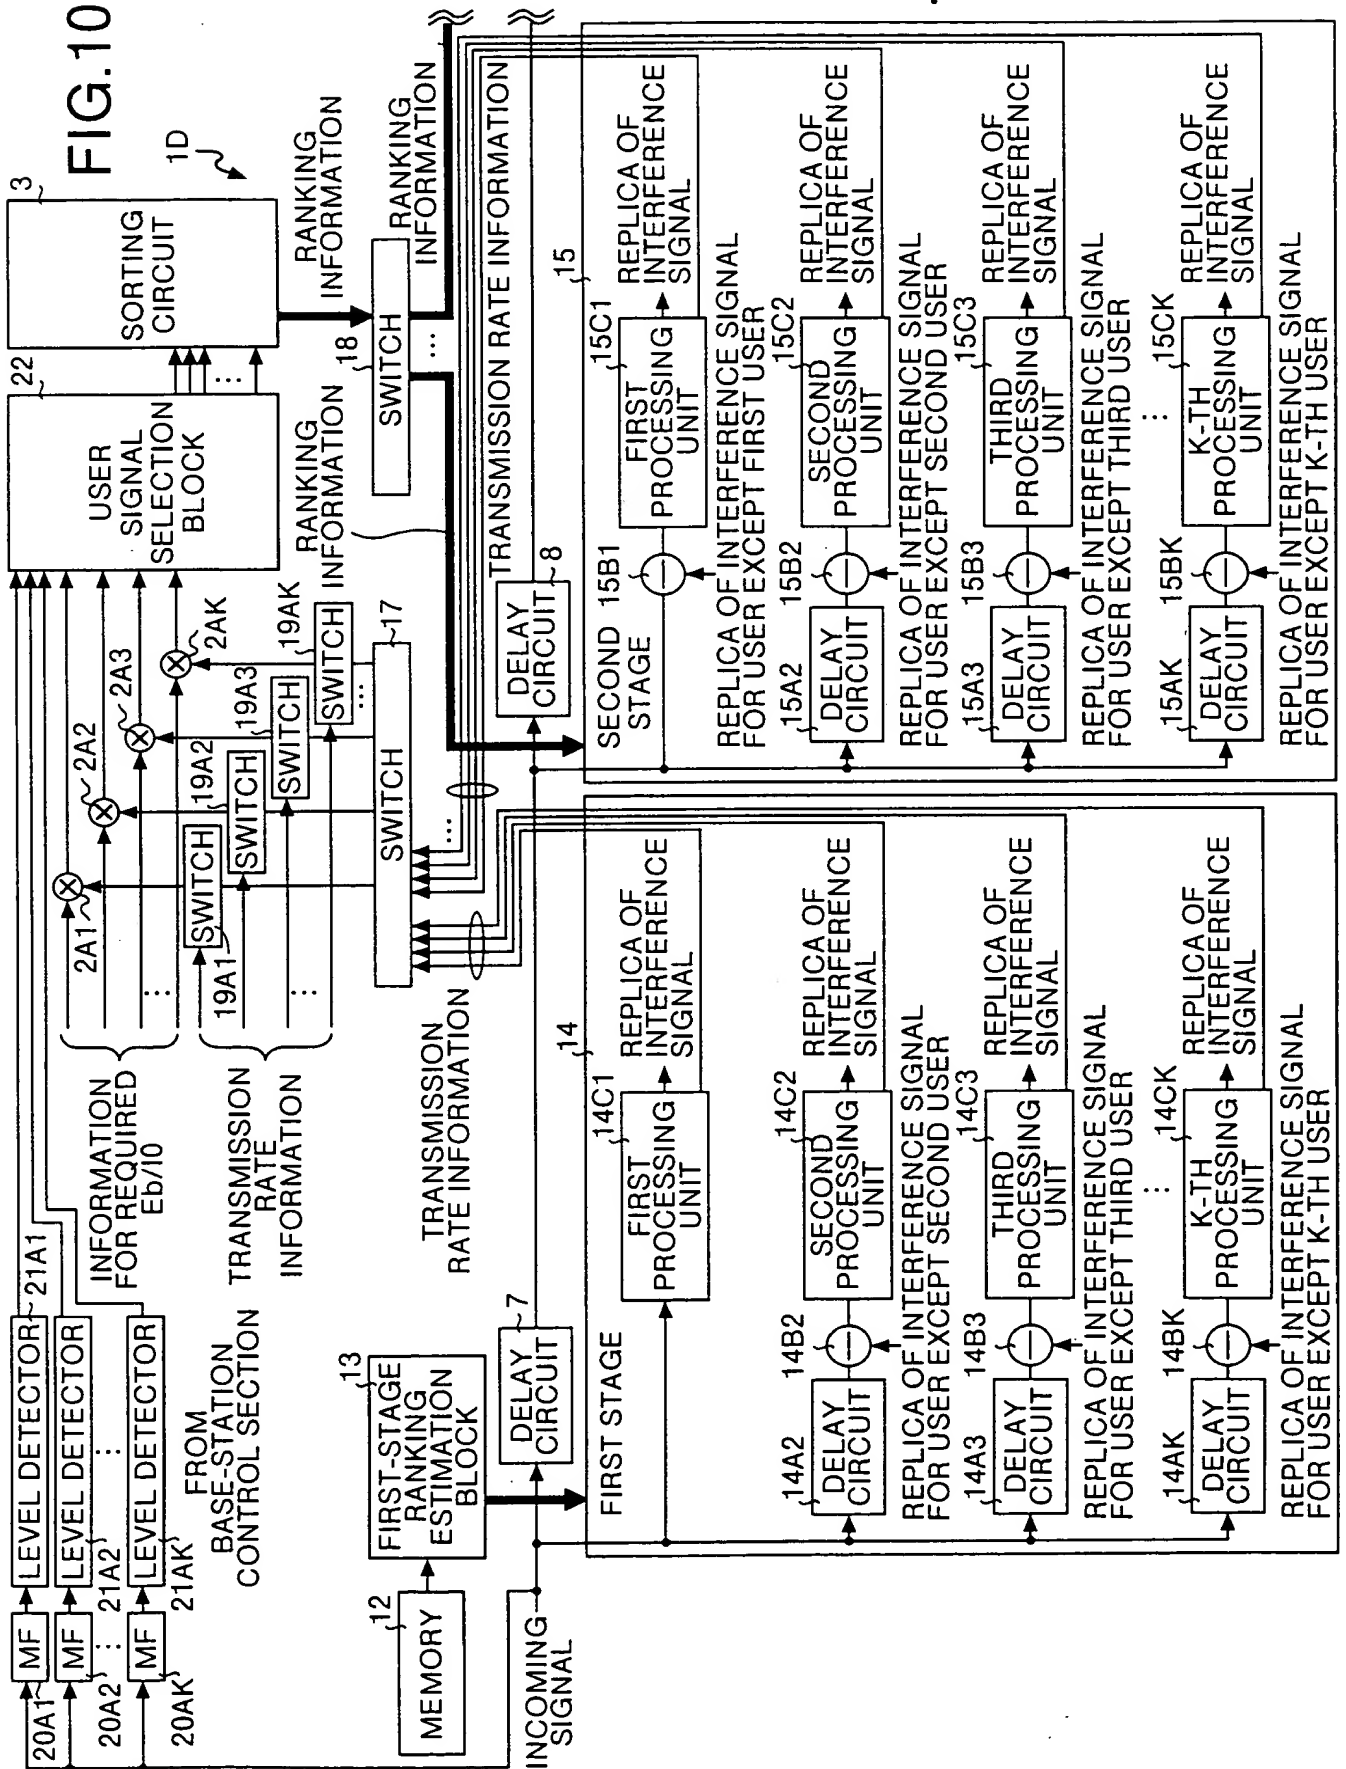 FIG.10
1D
20A1
MF
LEVEL DETECTOR
21A1
20A2
MF
LEVEL DETECTOR
21A2
20AK
MF
LEVEL DETECTOR
21AK
FROM
BASE-STATION
CONTROL SECTION
INFORMATION
FOR REQUIRED
Eb/I0
TRANSMISSION
RATE
INFORMATION
2A1
2A2
2A3
2AK
19A1
SWITCH
19A2
SWITCH
19A3
SWITCH
19AK
SWITCH
22
USER
SIGNAL
SELECTION
BLOCK
3
SORTING
CIRCUIT
RANKING
INFORMATION
18
SWITCH
RANKING
INFORMATION
RANKING
INFORMATION
17
SWITCH
TRANSMISSION
RATE INFORMATION
TRANSMISSION RATE INFORMATION
12
MEMORY
13
FIRST-STAGE
RANKING
ESTIMATION
BLOCK
INCOMING
SIGNAL
7
DELAY
CIRCUIT
8
DELAY
CIRCUIT
14
FIRST STAGE
14C1
FIRST
PROCESSING
UNIT
REPLICA OF
INTERFERENCE
SIGNAL
14A2
DELAY
CIRCUIT
14B2
14C2
SECOND
PROCESSING
UNIT
REPLICA OF
INTERFERENCE
SIGNAL
REPLICA OF INTERFERENCE SIGNAL
FOR USER EXCEPT SECOND USER
14A3
DELAY
CIRCUIT
14B3
14C3
THIRD
PROCESSING
UNIT
REPLICA OF
INTERFERENCE
SIGNAL
REPLICA OF INTERFERENCE SIGNAL
FOR USER EXCEPT THIRD USER
14AK
DELAY
CIRCUIT
14BK
14CK
K-TH
PROCESSING
UNIT
REPLICA OF
INTERFERENCE
SIGNAL
REPLICA OF INTERFERENCE SIGNAL
FOR USER EXCEPT K-TH USER
15
SECOND
STAGE
15B1
15C1
FIRST
PROCESSING
UNIT
REPLICA OF
INTERFERENCE
SIGNAL
REPLICA OF INTERFERENCE SIGNAL
FOR USER EXCEPT FIRST USER
15A2
DELAY
CIRCUIT
15B2
15C2
SECOND
PROCESSING
UNIT
REPLICA OF
INTERFERENCE
SIGNAL
REPLICA OF INTERFERENCE SIGNAL
FOR USER EXCEPT SECOND USER
15A3
DELAY
CIRCUIT
15B3
15C3
THIRD
PROCESSING
UNIT
REPLICA OF
INTERFERENCE
SIGNAL
REPLICA OF INTERFERENCE SIGNAL
FOR USER EXCEPT THIRD USER
15AK
DELAY
CIRCUIT
15BK
15CK
K-TH
PROCESSING
UNIT
REPLICA OF
INTERFERENCE
SIGNAL
REPLICA OF INTERFERENCE SIGNAL
FOR USER EXCEPT K-TH USER